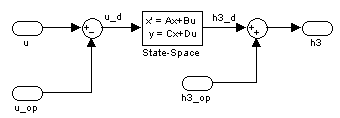 u_d
h3_d
x' = Ax+Bu
y = Cx+Du
u
State-Space
h3
u_op
h3_op